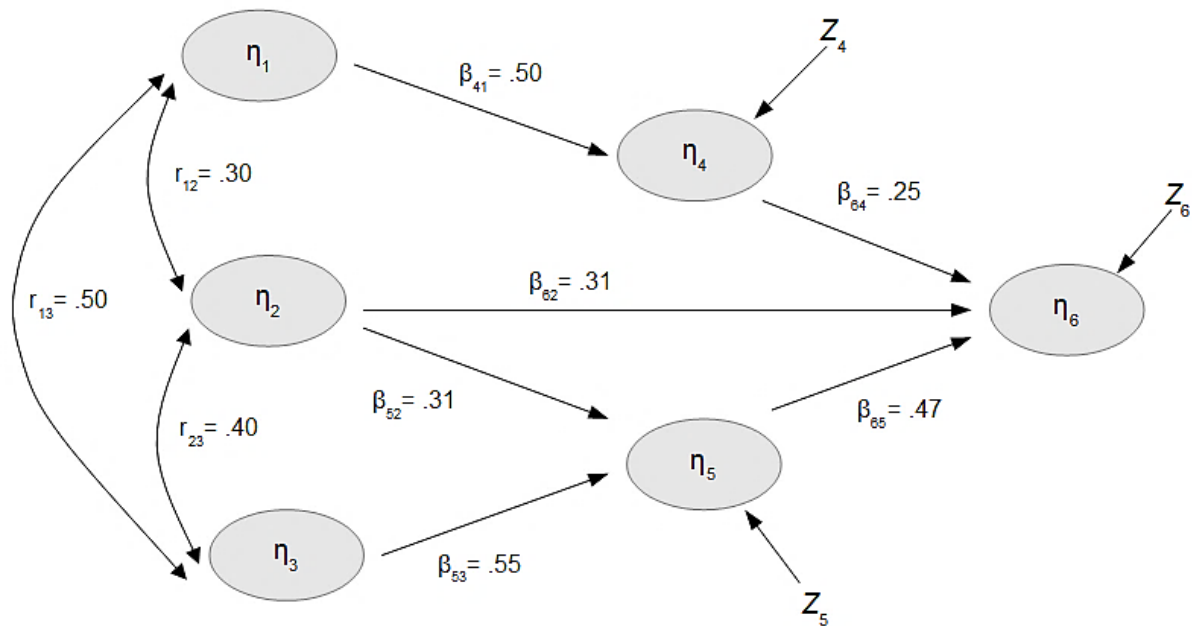 η₁
Z₄
β₄₁= .50
η₄
r₁₂= .30
β₆₄= .25
Z₆
r₁₃= .50
η₂
β₆₂= .31
η₆
β₅₂= .31
r₂₃= .40
β₆₅= .47
η₅
η₃
β₅₃= .55
Z₅